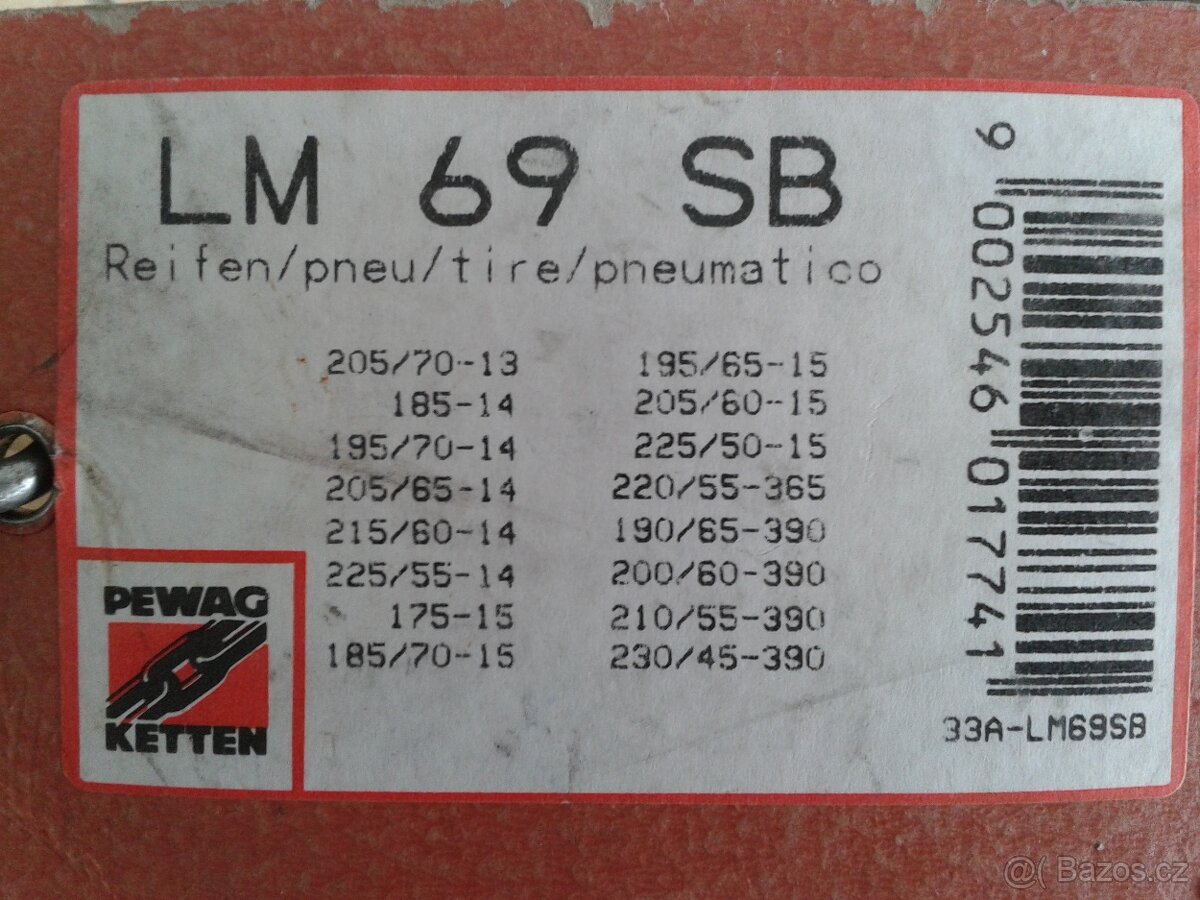 LM 69 SB
Reifen/pneu/tire/pneumatico
205/70-13
185-14
195/70-14
205/65-14
215/60-14
225/55-14
175-15
185/70-15
195/65-15
205/60-15
225/50-15
220/55-365
190/65-390
200/60-390
210/55-390
230/45-390
PEWAG
KETTEN
9 002546 017741
33A-LM69SB
Bazoš.cz